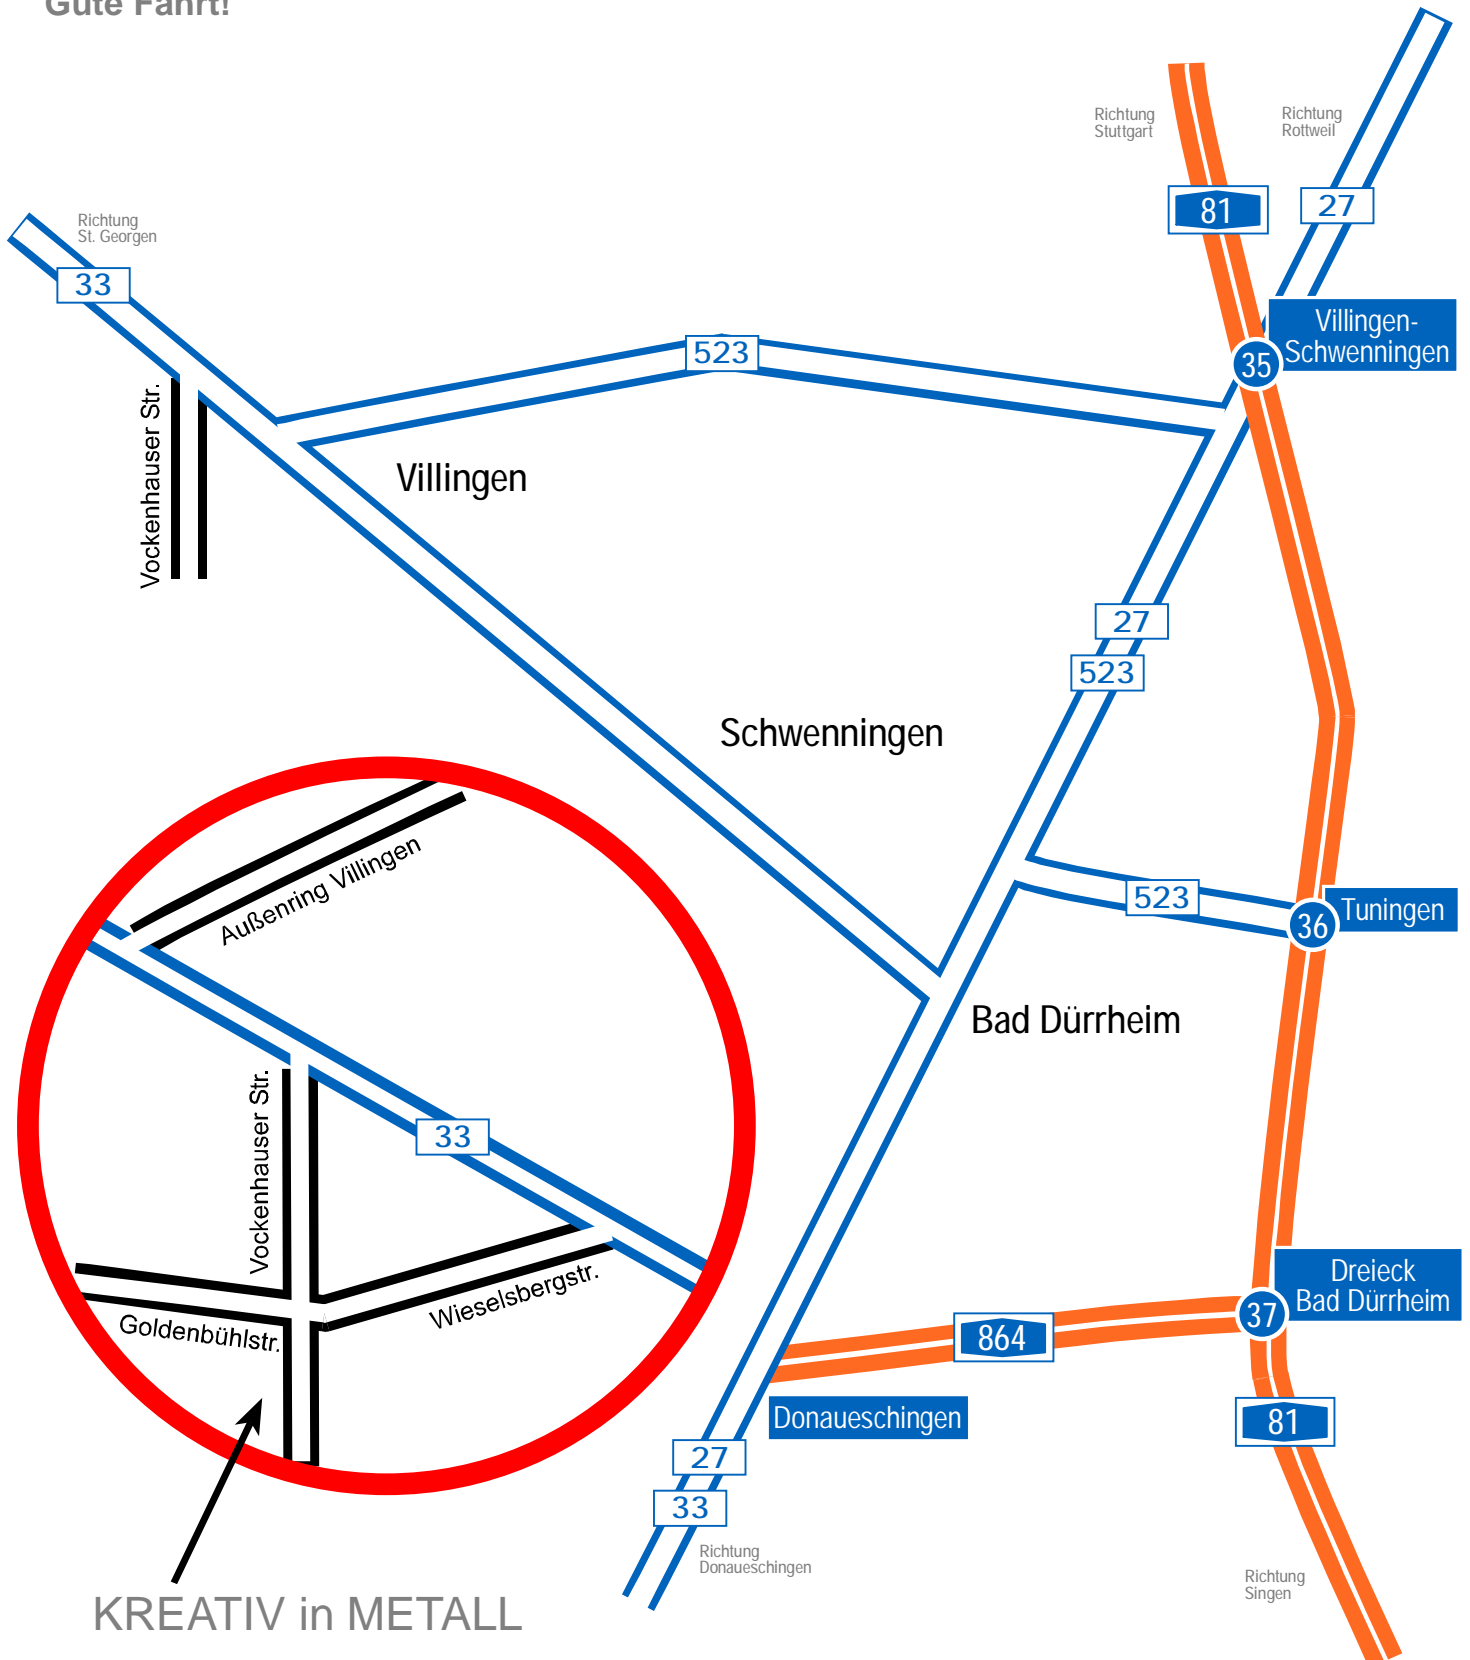 Gute Fahrt!
Richtung
Stuttgart
Richtung
Rottweil
81
27
Richtung
St. Georgen
33
523
Villingen-
Schwenningen
35
Vockenhauser Str.
Villingen
27
523
Schwenningen
Außenring Villingen
523
36
Tuningen
Bad Dürrheim
Vockenhauser Str.
33
Goldenbühlstr.
Wieselsbergstr.
Dreieck
Bad Dürrheim
37
864
Donaueschingen
81
27
33
Richtung
Donaueschingen
Richtung
Singen
KREATIV in METALL